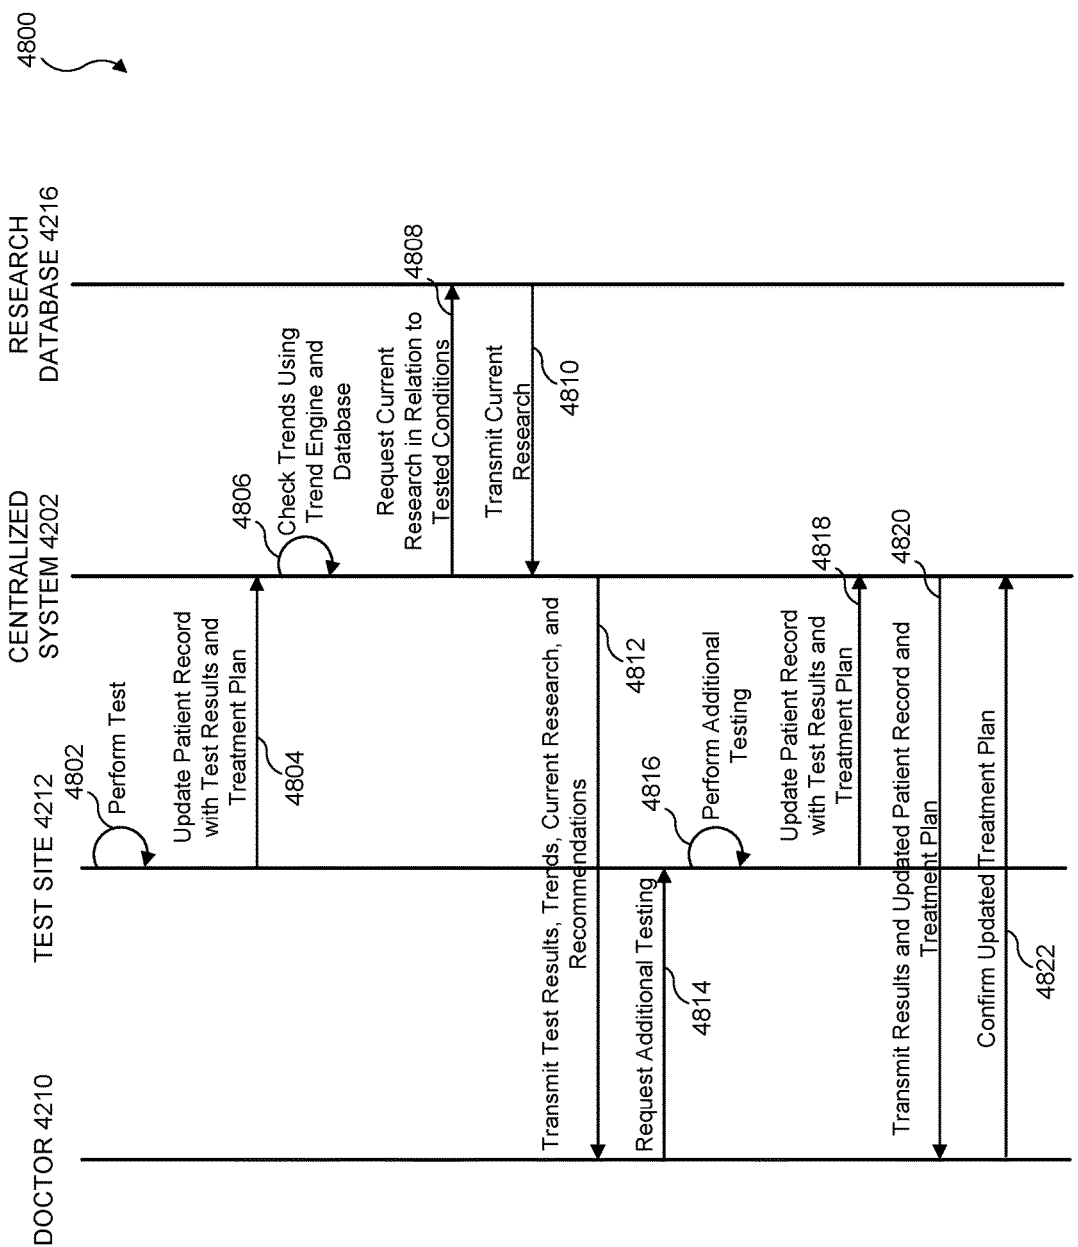 4800
DOCTOR 4210
TEST SITE 4212
CENTRALIZED
SYSTEM 4202
RESEARCH
DATABASE 4216
4802
Perform Test
Update Patient Record
with Test Results and
Treatment Plan
4804
4806
Check Trends Using
Trend Engine and
Database
Request Current
Research in Relation to
Tested Conditions
4808
Transmit Current
Research
4810
Transmit Test Results, Trends, Current Research, and
Recommendations
4812
Request Additional Testing
4814
4816
Perform Additional
Testing
Update Patient Record
with Test Results and
Treatment Plan
4818
Transmit Results and Updated Patient Record and
Treatment Plan
4820
Confirm Updated Treatment Plan
4822